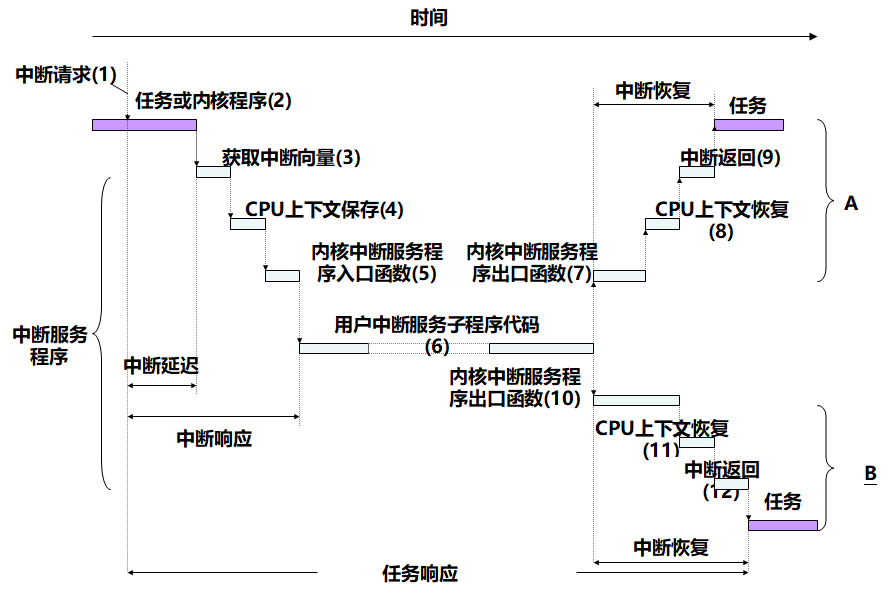 时间
中断请求(1)
任务或内核程序(2)
中断恢复
任务
获取中断向量(3)
中断返回(9)
CPU上下文保存(4)
CPU上下文恢复
(8)
A
内核中断服务程
序入口函数(5)
内核中断服务程
序出口函数(7)
用户中断服务子程序代码
(6)
中断服务
程序
中断延迟
内核中断服务程
序出口函数(10)
中断响应
CPU上下文恢复
(11)
中断返回
(12)
B
任务
中断恢复
任务响应